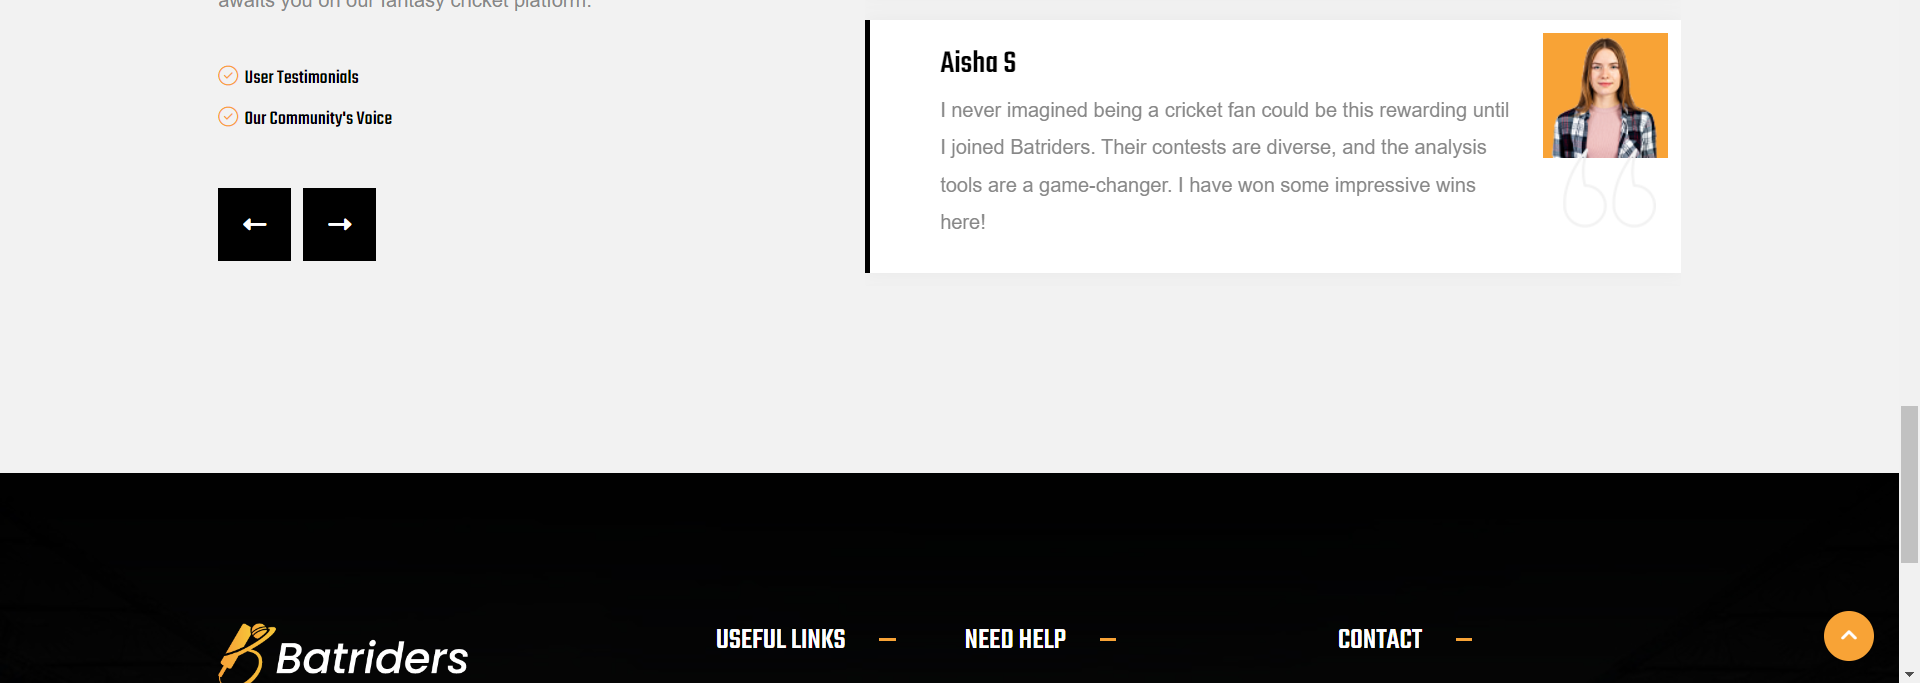 awaits you on our fantasy cricket platform.
User Testimonials
Our Community's Voice
Aisha S
I never imagined being a cricket fan could be this rewarding until
I joined Batriders. Their contests are diverse, and the analysis
tools are a game-changer. I have won some impressive wins
here!
Batriders
USEFUL LINKS
NEED HELP
CONTACT